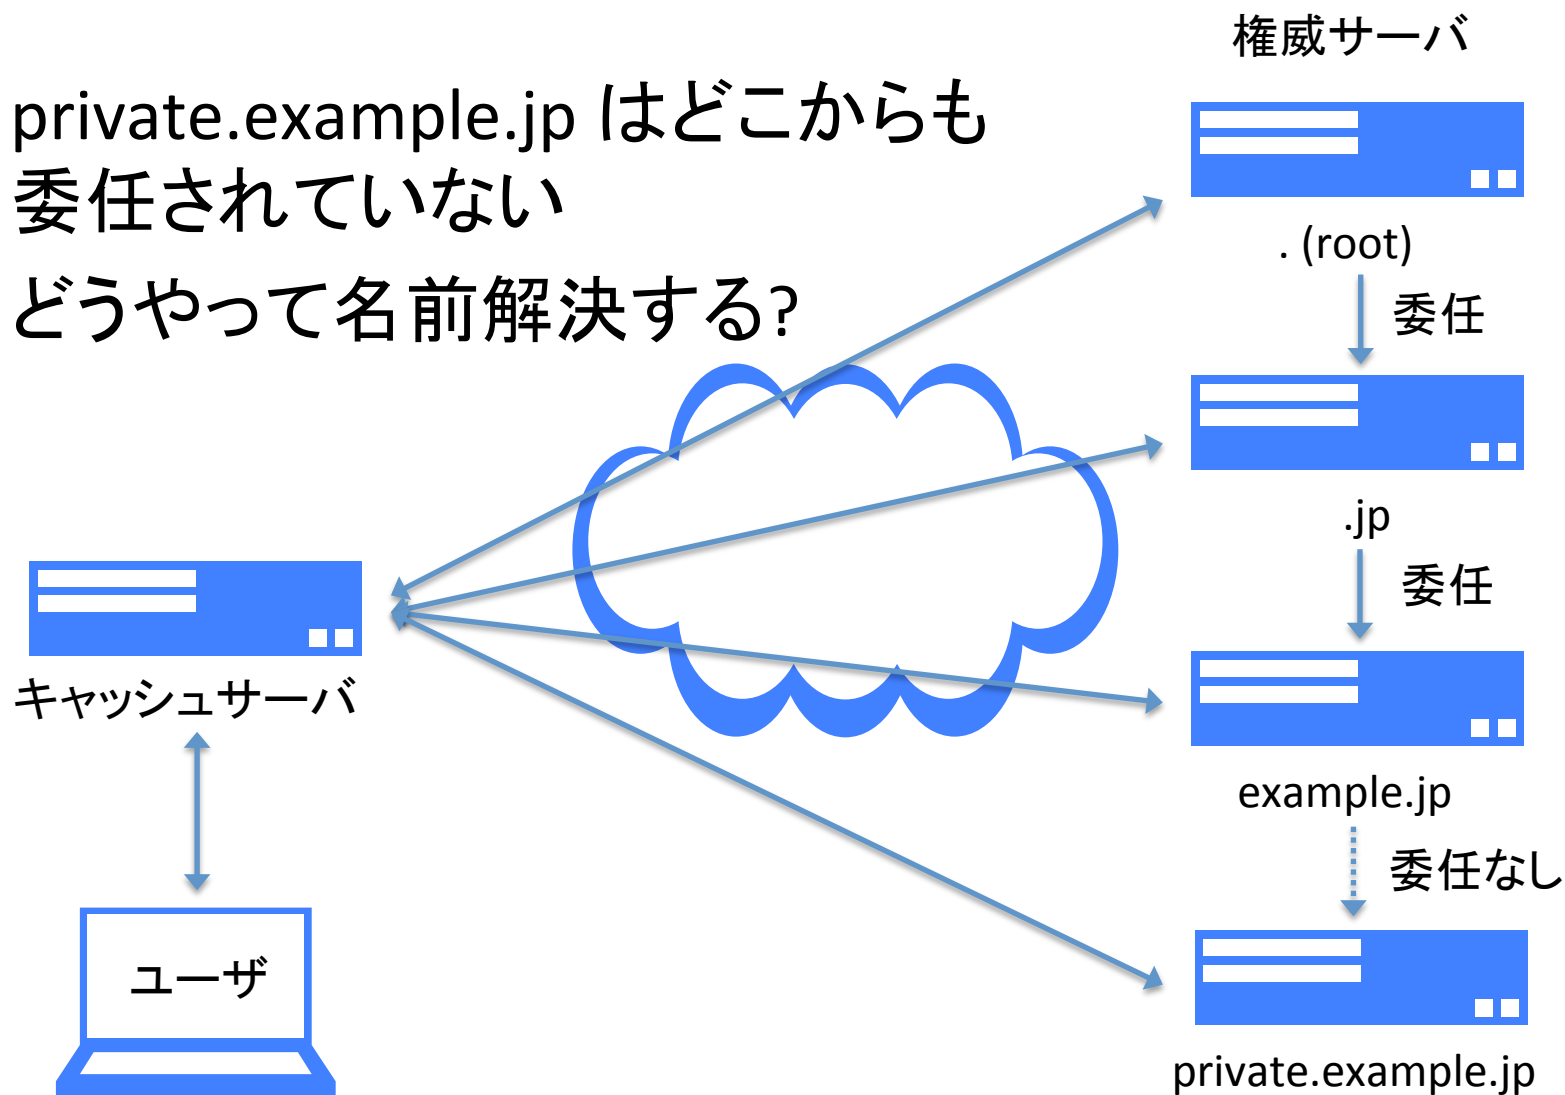 権威サーバ
private.example.jp はどこからも
委任されていない
どうやって名前解決する?
. (root)
委任
.jp
委任
キャッシュサーバ
example.jp
委任なし
ユーザ
private.example.jp